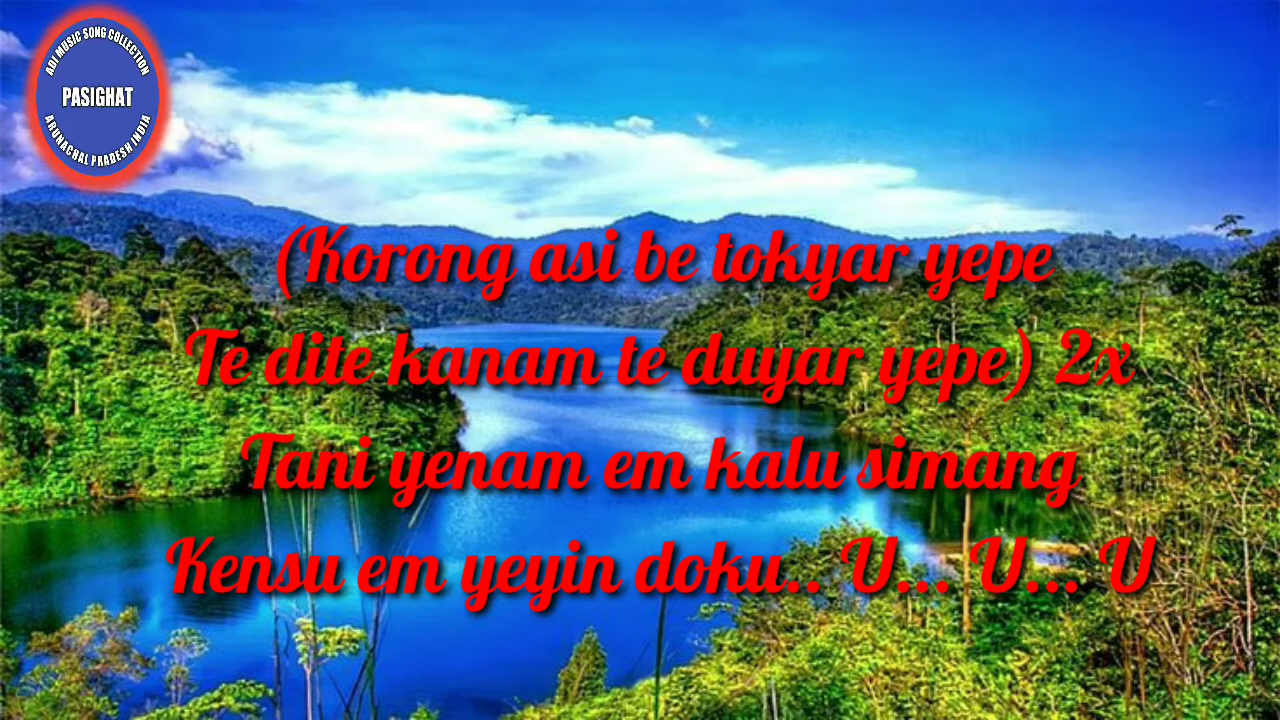 ADI MUSIC SONG COLLECTION
PASIGHAT
ARUNACBAL PRADESH INDIA
(Korong asi be tokyar yepe
Te dite kanam te duyar yepe) 2x
Tani yenam em kalu simang
Kensu em yeyin doku.. U... U... U